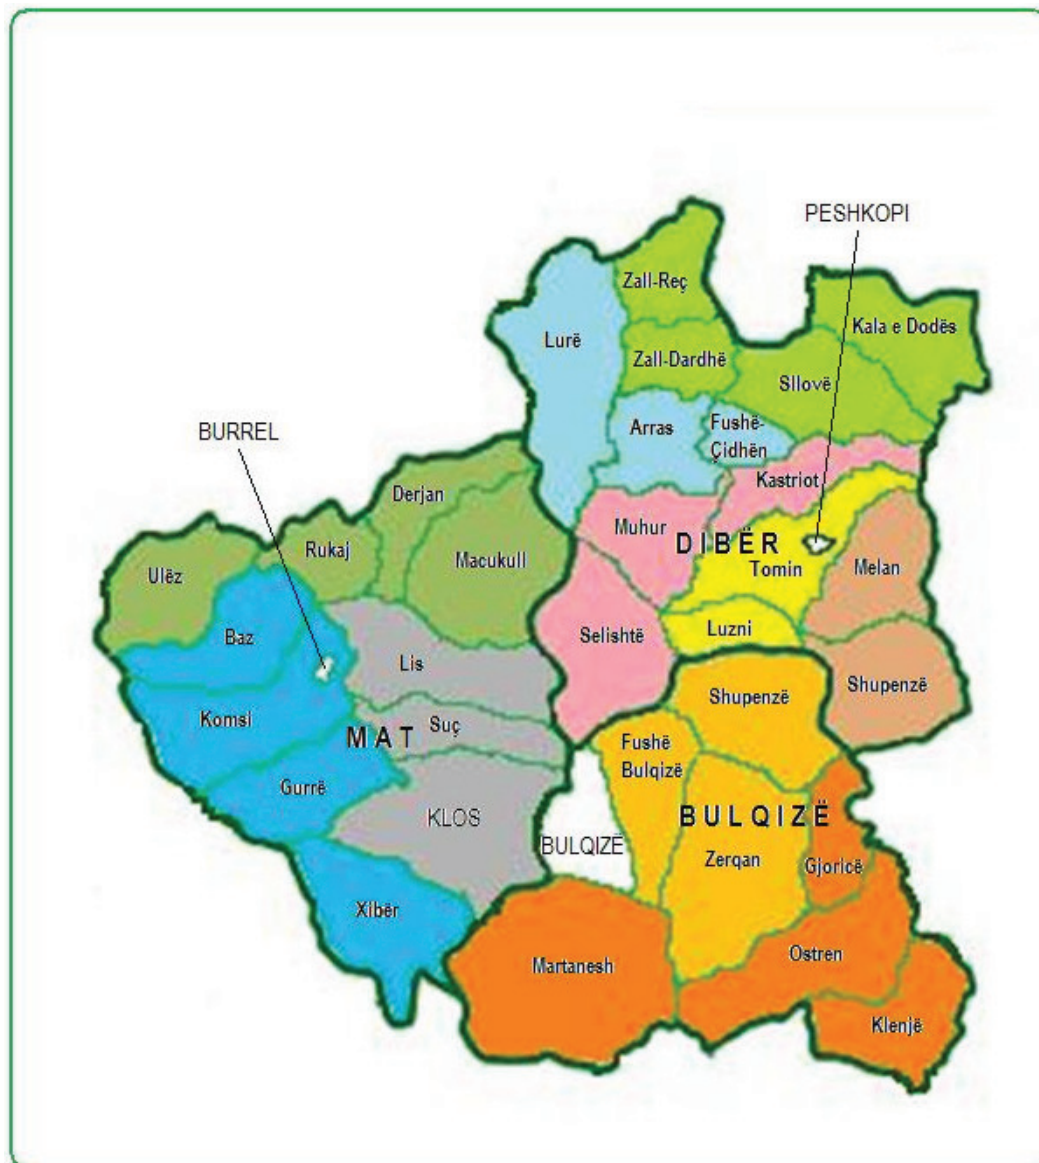 PESHKOPI
Zall-Reç
Kala e Dodës
Lurë
Zall-Dardhë
Sllovë
BURREL
Arras
Fushë-
Çidhën
Kastriot
Derjan
Muhur
DIBËR
Rukaj
Macukull
Tomin
Melan
Ulëz
Baz
Selishtë
Luzni
Lis
Shupenzë
Shupenzë
Komsi
Suç
MAT
Fushë
Bulqizë
Gurrë
KLOS
BULQIZË
BULQIZË
Zerqan
Gjoricë
Xibër
Martanesh
Ostren
Klenjë